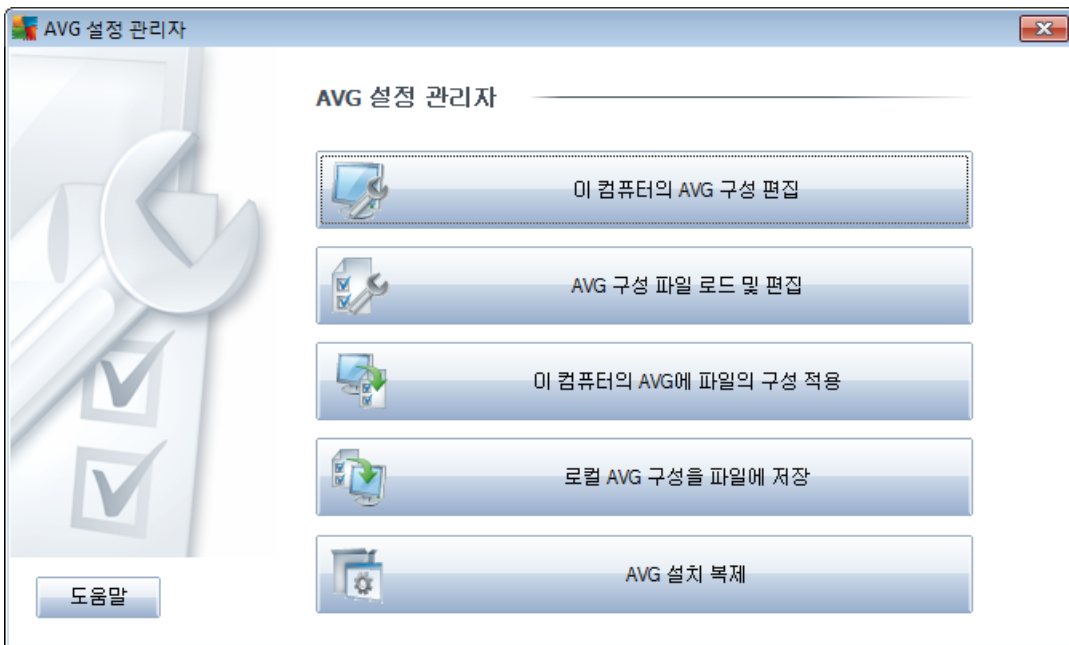 AVG 설정 관리자
AVG 설정 관리자
이 컴퓨터의 AVG 구성 편집
AVG 구성 파일 로드 및 편집
이 컴퓨터의 AVG에 파일의 구성 적용
로컬 AVG 구성을 파일에 저장
AVG 설치 복제
도움말